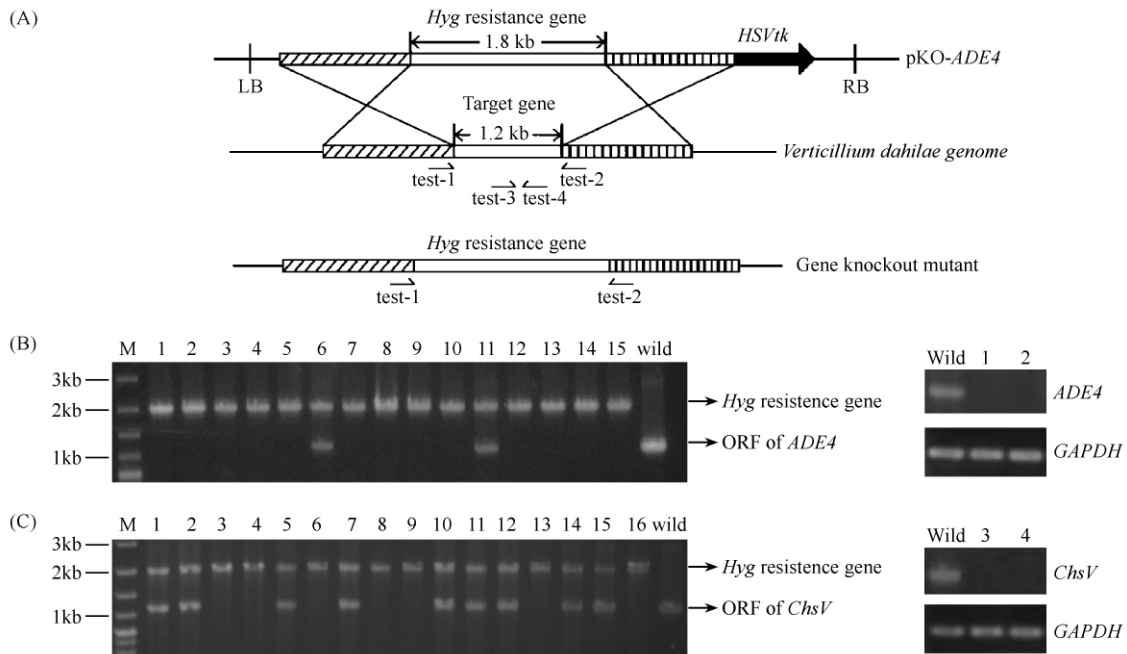 (A)
Hyg resistance gene
1.8 kb
HSVtk
pKO-ADE4
LB
RB
Target gene
1.2 kb
Verticillium dahilae genome
test-1
test-2
test-3
test-4
Hyg resistance gene
Gene knockout mutant
test-1
test-2
(B)
M 1 2 3 4 5 6 7 8 9 10 11 12 13 14 15 wild
3kb
2kb
1kb
Hyg resistence gene
ORF of ADE4
Wild 1 2
ADE4
GAPDH
(C)
M 1 2 3 4 5 6 7 8 9 10 11 12 13 14 15 16 wild
3kb
2kb
1kb
Hyg resistence gene
ORF of ChsV
Wild 3 4
ChsV
GAPDH